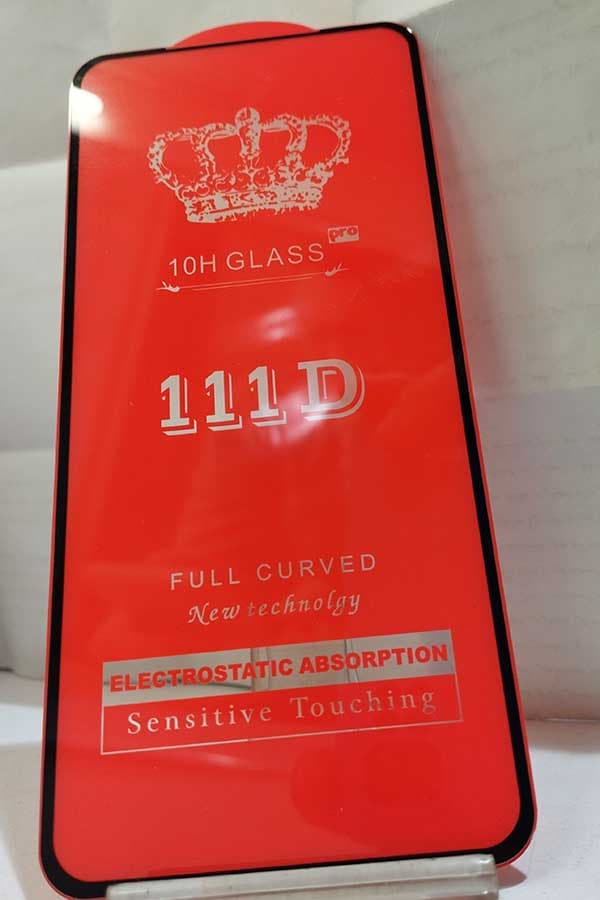 pro
10H GLASS
111D
FULL CURVED
New technolgy
ELECTROSTATIC ABSORPTION
Sensitive Touching